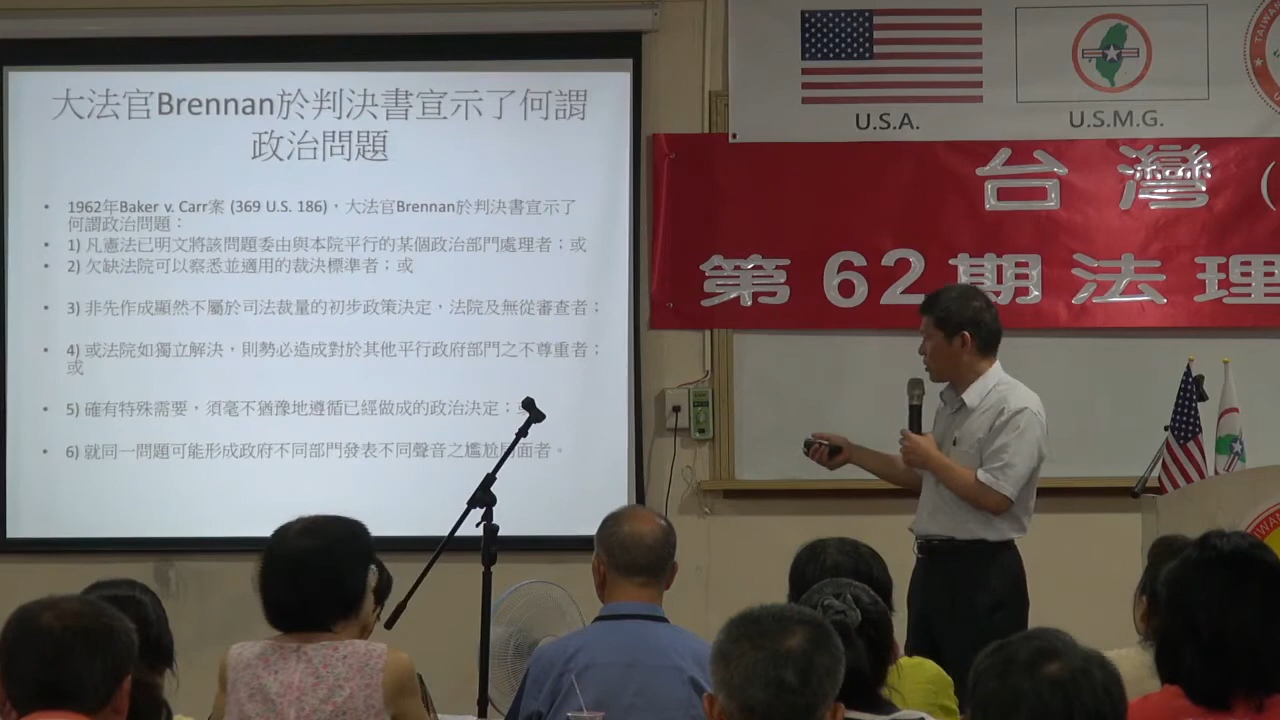 大法官Brennan於判決書宣示了何謂
政治問題
• 1962年Baker v. Carr案 (369 U.S. 186)，大法官Brennan於判決書宣示了
何謂政治問題：
• 1) 凡憲法已明文將該問題委由與本院平行的某個政治部門處理者；或
• 2) 欠缺法院可以察悉並適用的裁決標準者；或
• 3) 非先作成顯然不屬於司法裁量的初步政策決定，法院及無從審查者；
• 4) 或法院如獨立解決，則勢必造成對於其他平行政府部門之不尊重者；
或
• 5) 確有特殊需要，須毫不猶豫地遵循已經做成的政治決定；或
• 6) 就同一問題可能形成政府不同部門發表不同聲音之尷尬局面者。
U.S.A.
U.S.M.G.
TAIWAN
台灣(
第62期法理